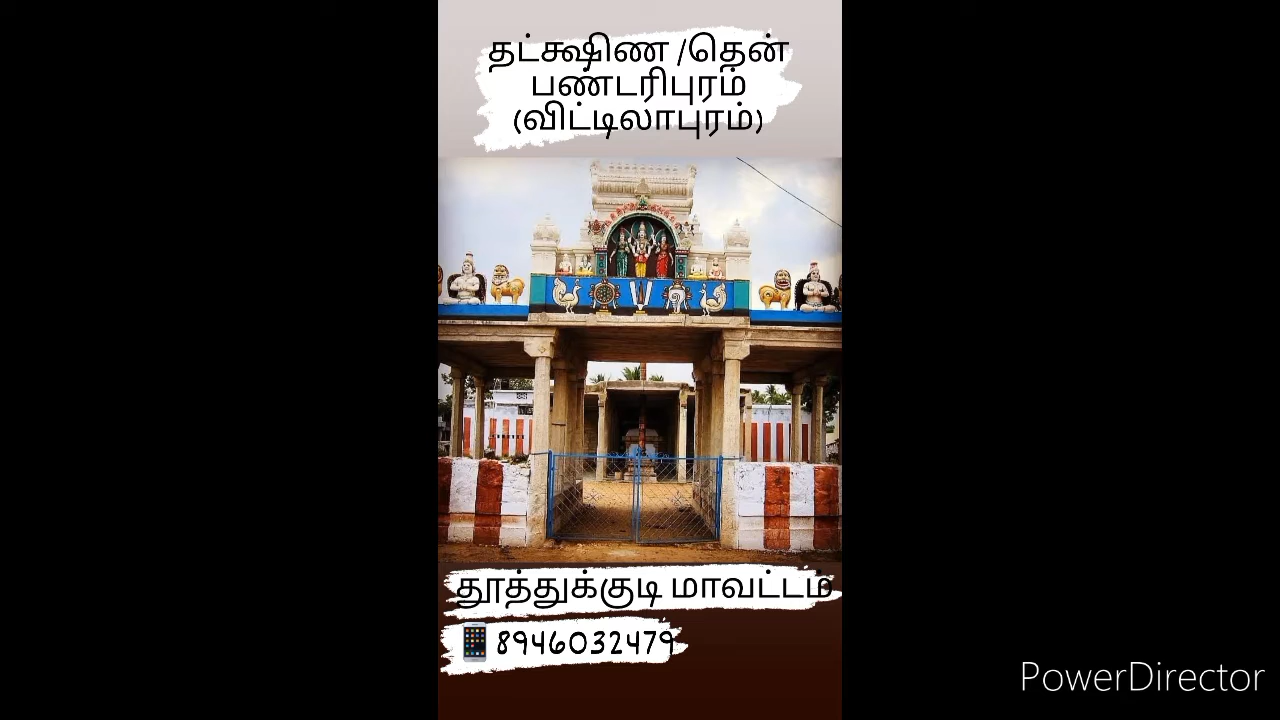 தட்க்ஷிண /தென்
பண்டரிபுரம்
(விட்டிலாபுரம்)
தூத்துக்குடி மாவட்டம்
📱8946032479
PowerDirector